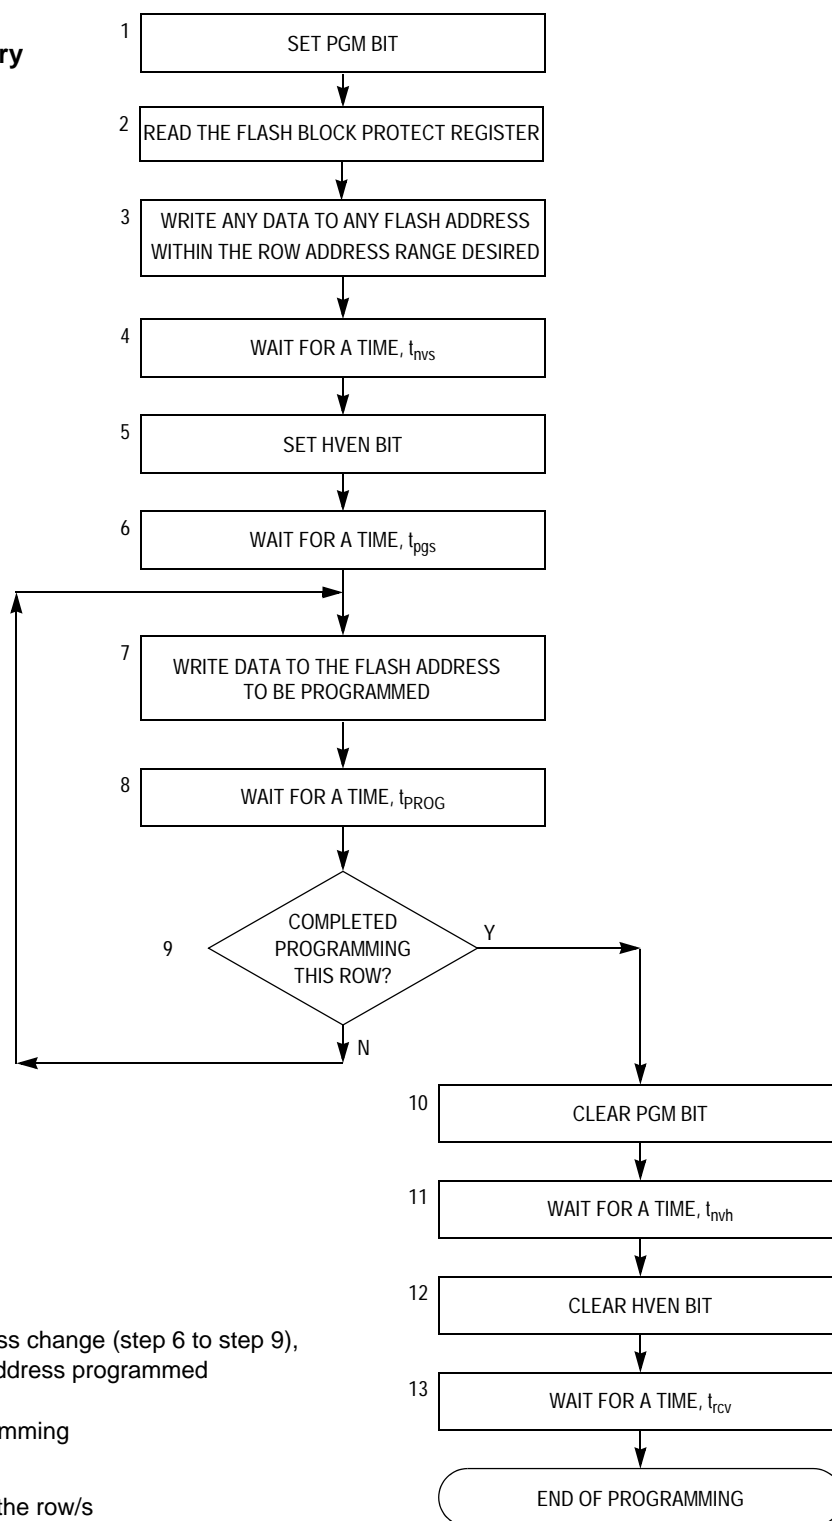 ry
1
SET PGM BIT
2
READ THE FLASH BLOCK PROTECT REGISTER
3
WRITE ANY DATA TO ANY FLASH ADDRESS
WITHIN THE ROW ADDRESS RANGE DESIRED
4
WAIT FOR A TIME, tnvs
5
SET HVEN BIT
6
WAIT FOR A TIME, tpgs
7
WRITE DATA TO THE FLASH ADDRESS
TO BE PROGRAMMED
8
WAIT FOR A TIME, tPROG
9
COMPLETED
PROGRAMMING
THIS ROW?
Y
N
10
CLEAR PGM BIT
11
WAIT FOR A TIME, tnvh
12
CLEAR HVEN BIT
13
WAIT FOR A TIME, trcv
END OF PROGRAMMING
ss change (step 6 to step 9),
ddress programmed
mming
the row/s